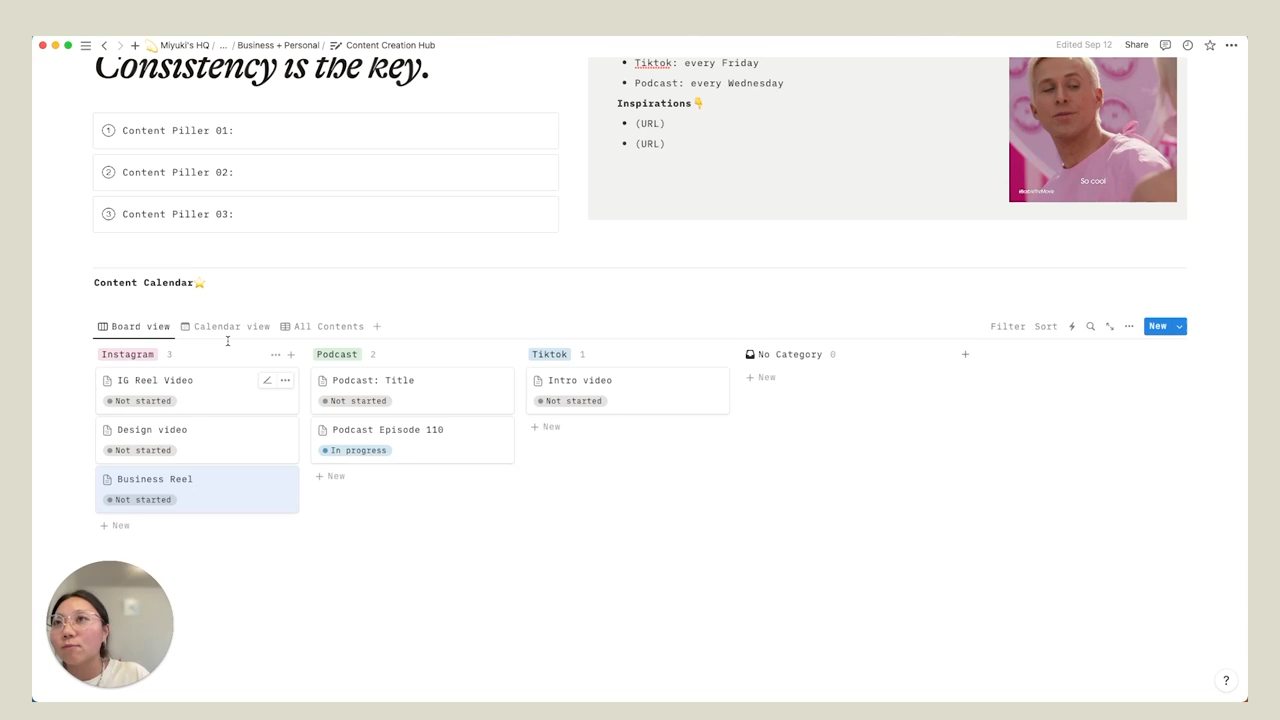 Miyuki's HQ / ... / Business + Personal / Content Creation Hub
Edited Sep 12 Share
Consistency is the key.
Content Piller 01:
Content Piller 02:
Content Piller 03:
Tiktok: every Friday
Podcast: every Wednesday
Inspirations👇
(URL)
(URL)
So cool
#BarbieTheMovie
Content Calendar⭐
Board view Calendar view All Contents +
Filter Sort New
Instagram 3
IG Reel Video
Not started
Design video
Not started
Business Reel
Not started
+ New
Podcast 2
Podcast: Title
Not started
Podcast Episode 110
In progress
+ New
Tiktok 1
Intro video
Not started
+ New
No Category 0
+ New
?